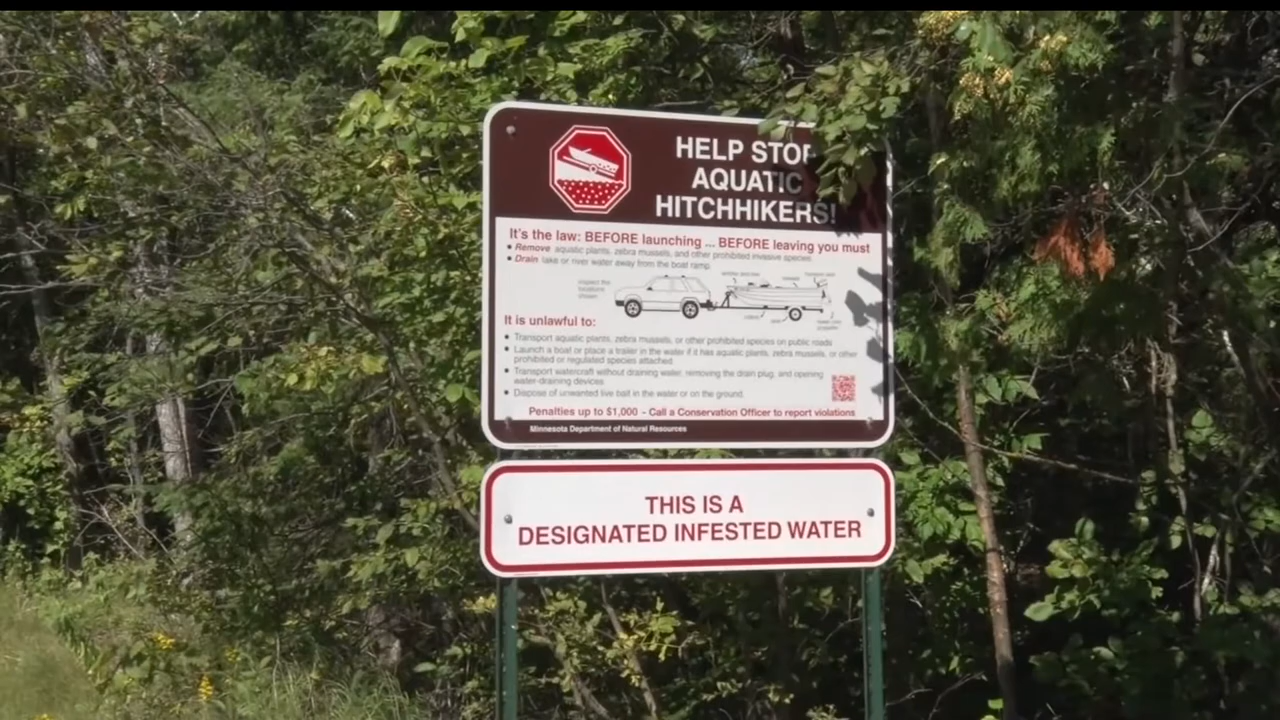 HELP STOP
AQUATIC
HITCHHIKERS!
It's the law: BEFORE launching ... BEFORE leaving you must
• Remove aquatic plants, zebra mussels, and other prohibited invasive species.
• Drain lake or river water away from the boat ramp.
Inspect the
locations
shown
It is unlawful to:
• Transport aquatic plants, zebra mussels, or other prohibited species on public roads
• Launch a boat or place a trailer in the water if it has aquatic plants, zebra mussels, or other
prohibited or regulated species attached
• Transport watercraft without draining water, removing the drain plug, and opening
water-draining devices
• Dispose of unwanted live bait in the water or on the ground.
Penalties up to $1,000 - Call a Conservation Officer to report violations
Minnesota Department of Natural Resources
THIS IS A
DESIGNATED INFESTED WATER